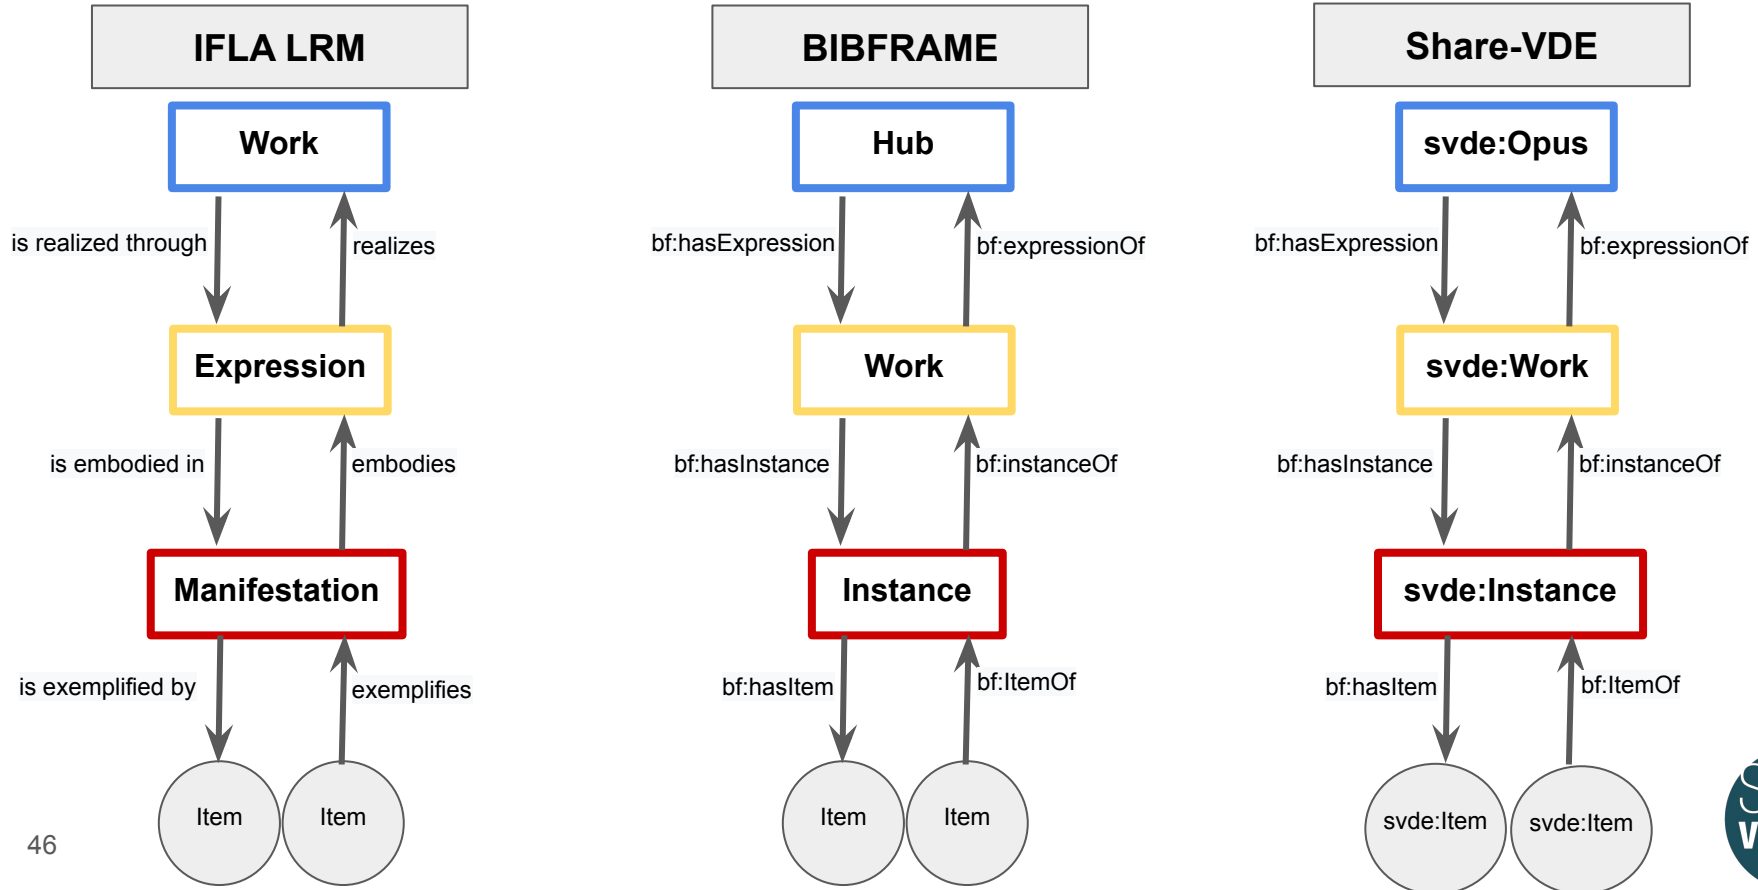 IFLA LRM
Work
is realized through
realizes
Expression
is embodied in
embodies
Manifestation
is exemplified by
exemplifies
Item
Item
BIBFRAME
Hub
bf:hasExpression
bf:expressionOf
Work
bf:hasInstance
bf:instanceOf
Instance
bf:hasItem
bf:ItemOf
Item
Item
Share-VDE
svde:Opus
bf:hasExpression
bf:expressionOf
svde:Work
bf:hasInstance
bf:instanceOf
svde:Instance
bf:hasItem
bf:ItemOf
svde:Item
svde:Item
46